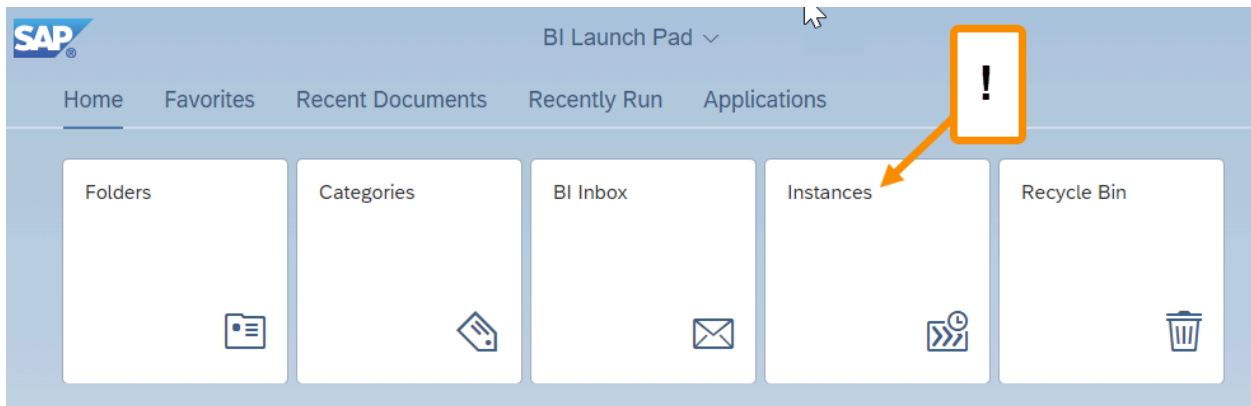 SAP®
BI Launch Pad
!
Home Favorites Recent Documents Recently Run Applications
Folders Categories BI Inbox Instances Recycle Bin